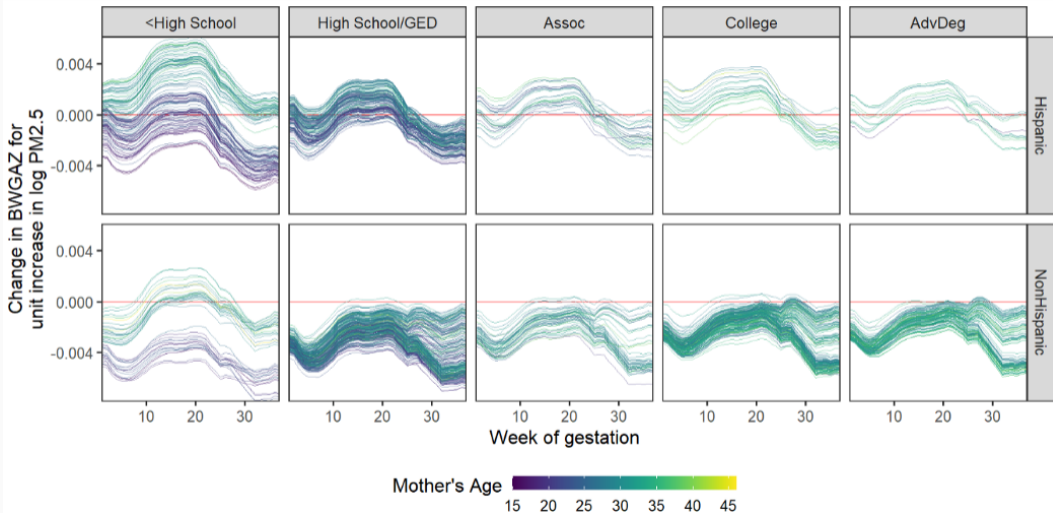 <High School
High School/GED
Assoc
College
AdvDeg
Change in BWGAZ for
unit increase in log PM2.5
0.004
0.000
-0.004
Hispanic
0.004
0.000
-0.004
NonHispanic
10 20 30
10 20 30
10 20 30
10 20 30
10 20 30
Week of gestation
Mother's Age
15 20 25 30 35 40 45